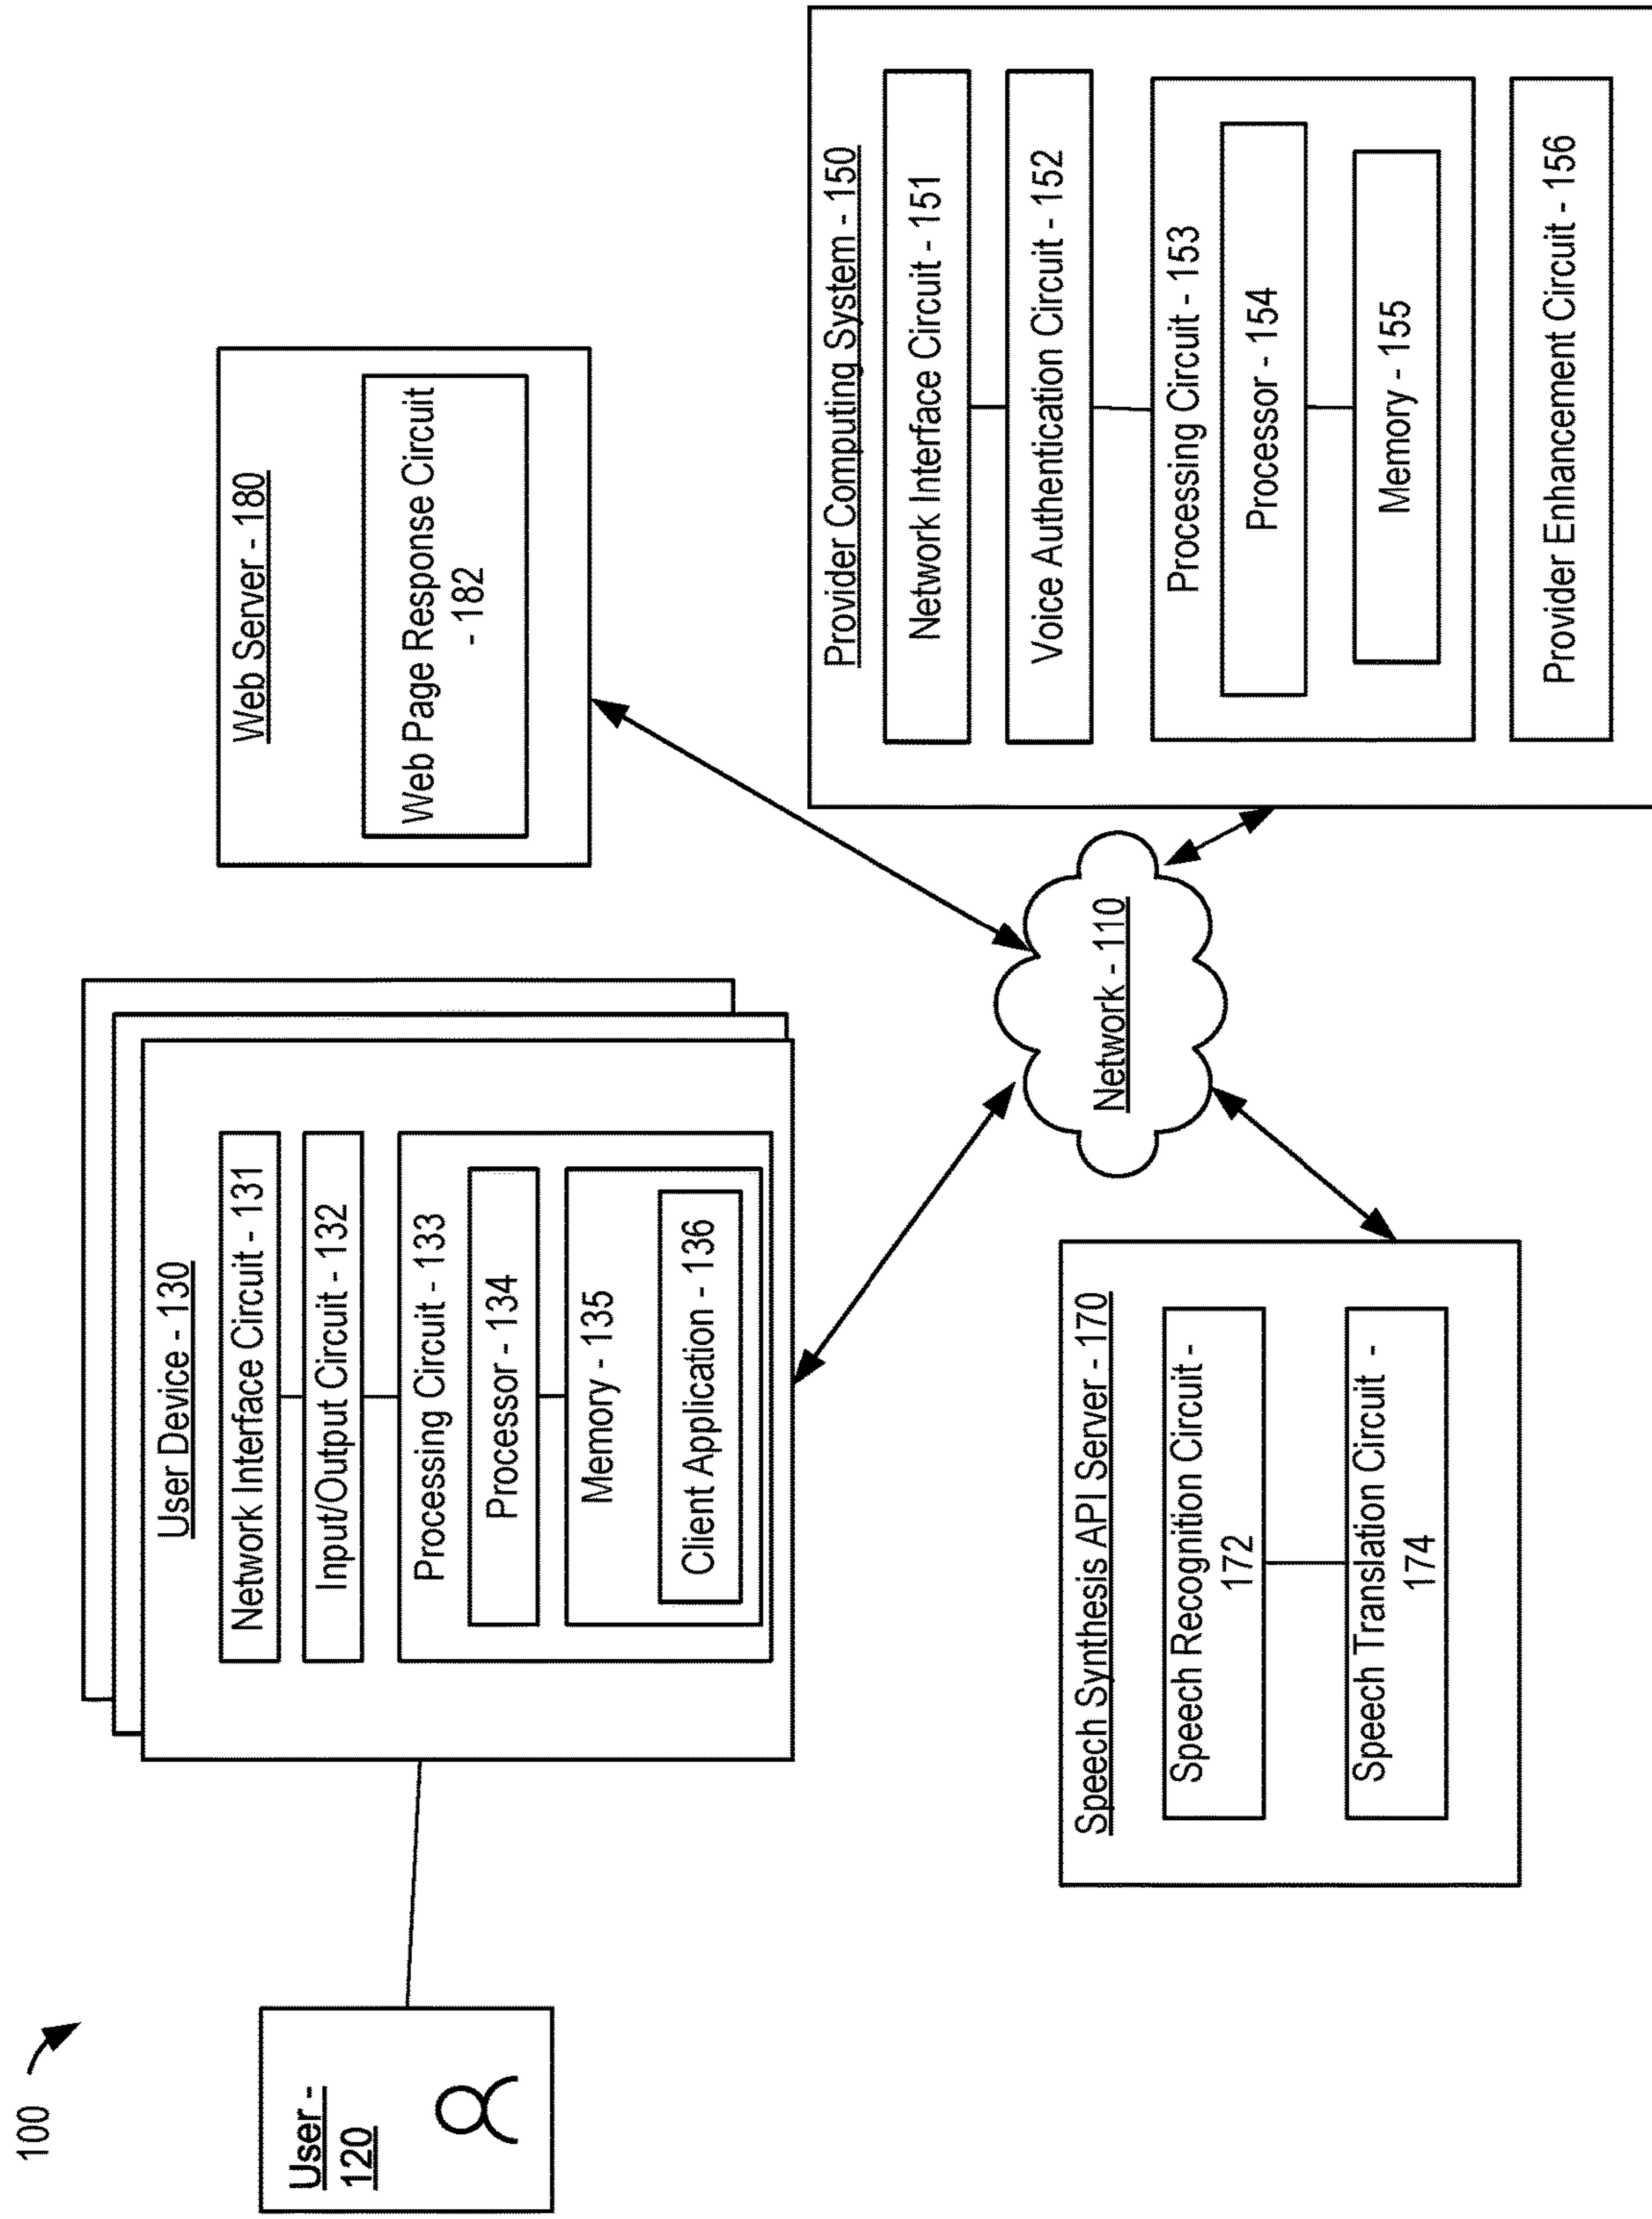 100
User -
120
User Device - 130
Network Interface Circuit - 131
Input/Output Circuit - 132
Processing Circuit - 133
Processor - 134
Memory - 135
Client Application - 136
Web Server - 180
Web Page Response Circuit
- 182
Network - 110
Speech Synthesis API Server - 170
Speech Recognition Circuit -
172
Speech Translation Circuit -
174
Provider Computing System - 150
Network Interface Circuit - 151
Voice Authentication Circuit - 152
Processing Circuit - 153
Processor - 154
Memory - 155
Provider Enhancement Circuit - 156